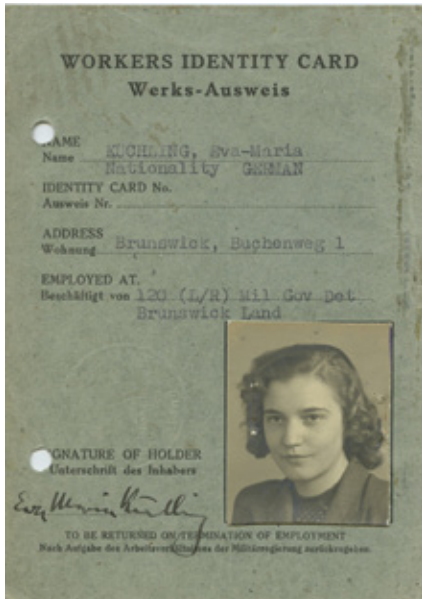 WORKERS IDENTITY CARD
Werks-Ausweis
NAME
Name KUCHLING, Eva-Maria
Nationality GERMAN
IDENTITY CARD No.
Ausweis Nr.
ADDRESS
Wohnung Brunswick, Buchenweg 1
EMPLOYED AT.
Beschäftigt von 120 (L/R) Mil Gov Det
Brunswick Land
SIGNATURE OF HOLDER
Unterschrift des Inhabers
Eva Maria Küchling
TO BE RETURNED ON TERMINATION OF EMPLOYMENT
Nach Aufgabe des Arbeitsverhältnisses der Militärregierung zurückzugeben.